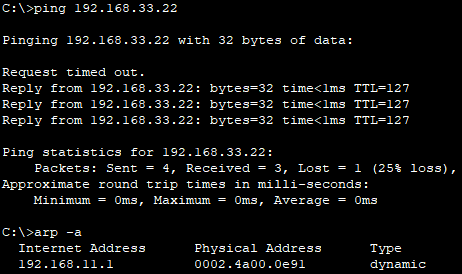 C:\>ping 192.168.33.22
Pinging 192.168.33.22 with 32 bytes of data:
Request timed out.
Reply from 192.168.33.22: bytes=32 time<1ms TTL=127
Reply from 192.168.33.22: bytes=32 time<1ms TTL=127
Reply from 192.168.33.22: bytes=32 time<1ms TTL=127
Ping statistics for 192.168.33.22:
Packets: Sent = 4, Received = 3, Lost = 1 (25% loss),
Approximate round trip times in milli-seconds:
Minimum = 0ms, Maximum = 0ms, Average = 0ms
C:\>arp -a
Internet Address Physical Address Type
192.168.11.1 0002.4a00.0e91 dynamic